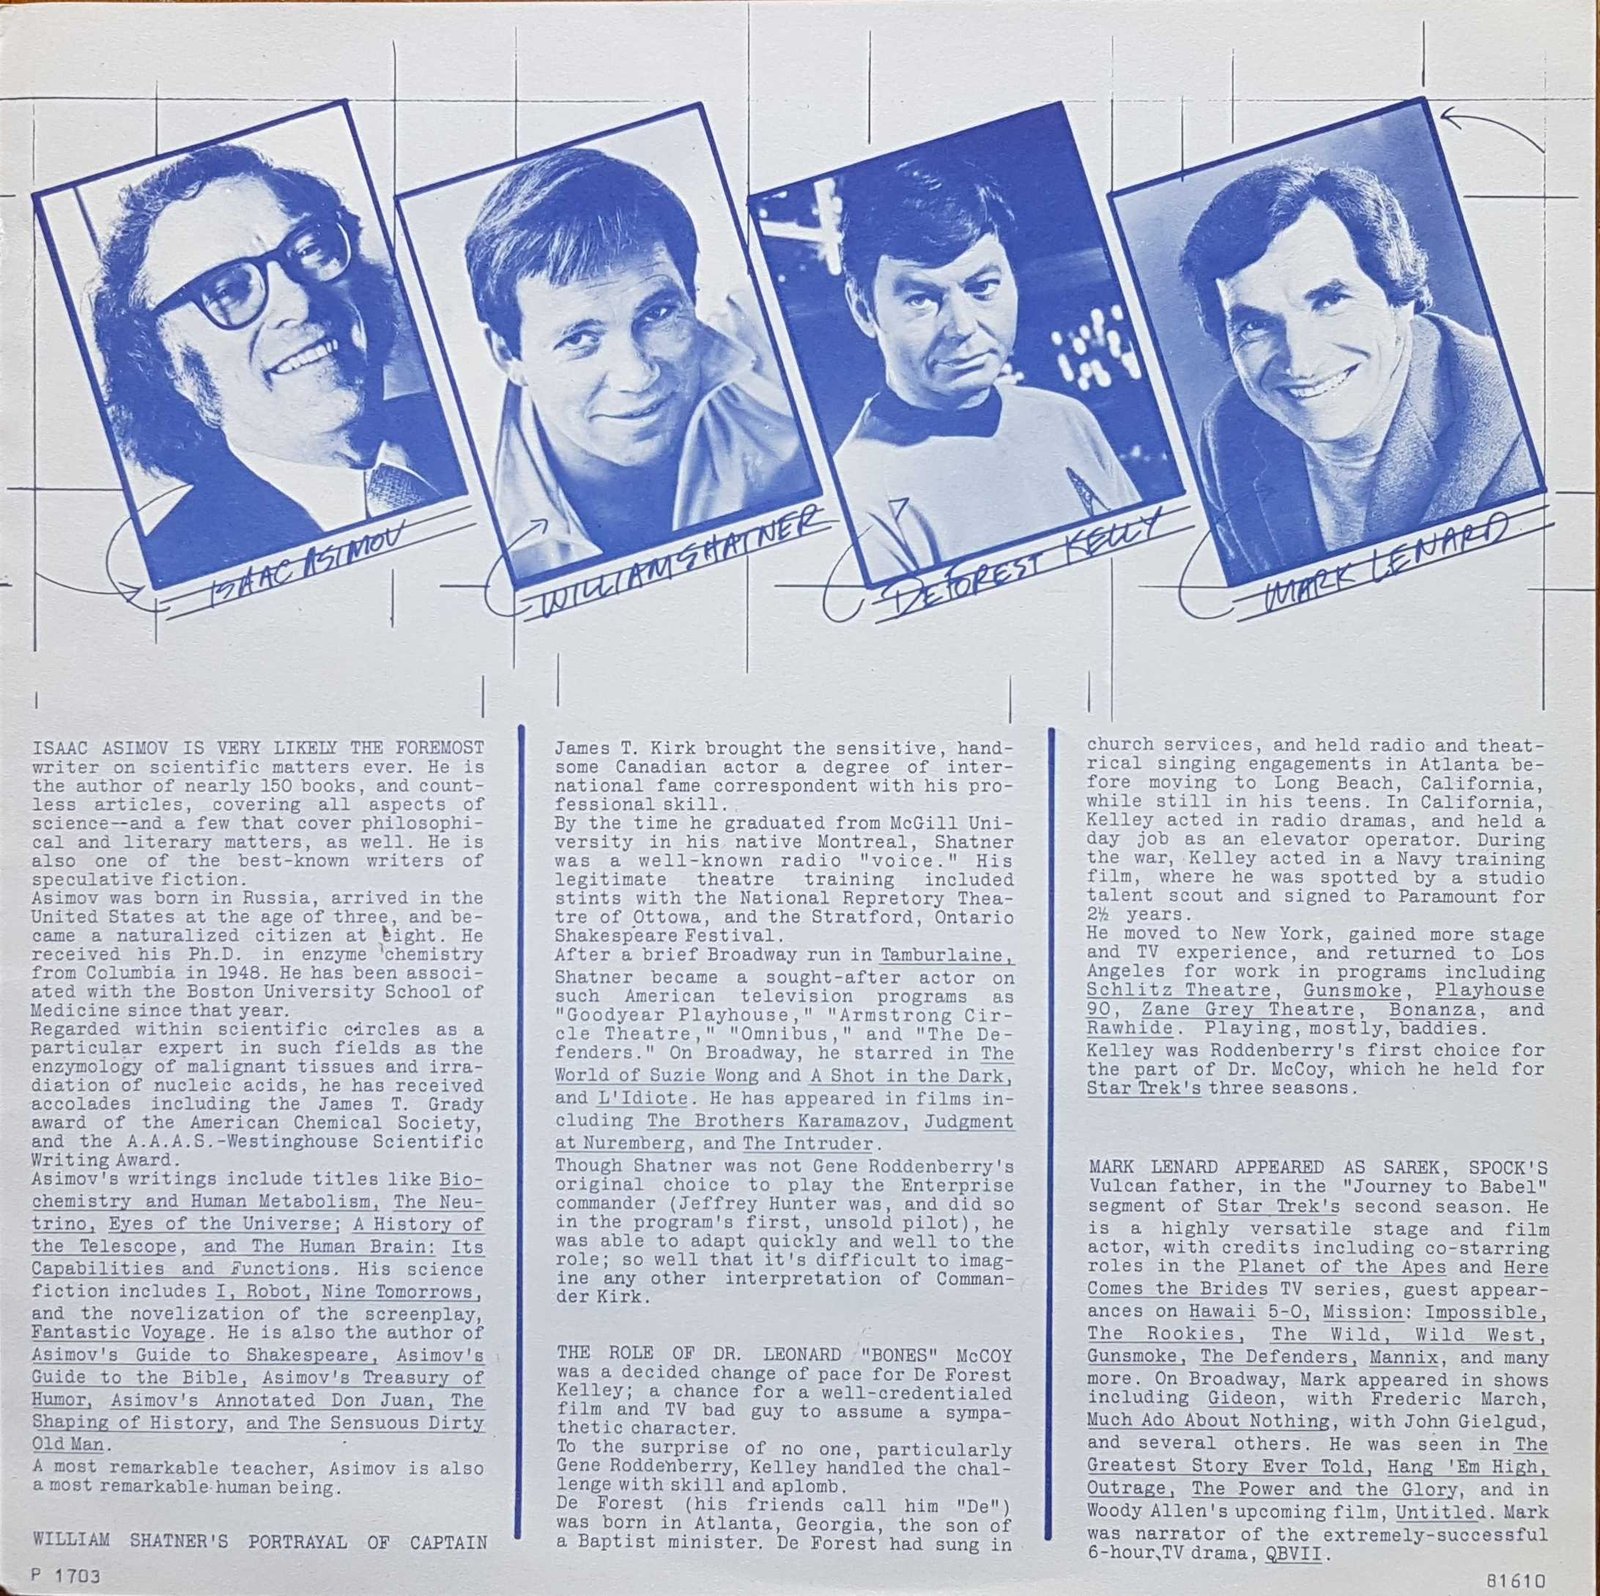 ISAAC ASIMOV
WILLIAM SHATNER
DEFOREST KELLY
MARK LENARD
ISAAC ASIMOV IS VERY LIKELY THE FOREMOST
writer on scientific matters ever. He is
the author of nearly 150 books, and count-
less articles, covering all aspects of
science--and a few that cover philosophi-
cal and literary matters, as well. He is
also one of the best-known writers of
speculative fiction.
Asimov was born in Russia, arrived in the
United States at the age of three, and be-
came a naturalized citizen at eight. He
received his Ph.D. in enzyme chemistry
from Columbia in 1948. He has been associ-
ated with the Boston University School of
Medicine since that year.
Regarded within scientific circles as a
particular expert in such fields as the
enzymology of malignant tissues and irra-
diation of nucleic acids, he has received
accolades including the James T. Grady
award of the American Chemical Society,
and the A.A.A.S.-Westinghouse Scientific
Writing Award.
Asimov's writings include titles like Bio-
chemistry and Human Metabolism, The Neu-
trino, Eyes of the Universe; A History of
the Telescope, and The Human Brain: Its
Capabilities and Functions. His science
fiction includes I, Robot, Nine Tomorrows,
and the novelization of the screenplay,
Fantastic Voyage. He is also the author of
Asimov's Guide to Shakespeare, Asimov's
Guide to the Bible, Asimov's Treasury of
Humor, Asimov's Annotated Don Juan, The
Shaping of History, and The Sensuous Dirty
Old Man.
A most remarkable teacher, Asimov is also
a most remarkable human being.
WILLIAM SHATNER'S PORTRAYAL OF CAPTAIN
James T. Kirk brought the sensitive, hand-
some Canadian actor a degree of inter-
national fame correspondent with his pro-
fessional skill.
By the time he graduated from McGill Uni-
versity in his native Montreal, Shatner
was a well-known radio "voice." His
legitimate theatre training included
stints with the National Repretory Thea-
tre of Ottowa, and the Stratford, Ontario
Shakespeare Festival.
After a brief Broadway run in Tamburlaine,
Shatner became a sought-after actor on
such American television programs as
"Goodyear Playhouse," "Armstrong Cir-
cle Theatre," "Omnibus," and "The De-
fenders." On Broadway, he starred in The
World of Suzie Wong and A Shot in the Dark,
and L'Idiote. He has appeared in films in-
cluding The Brothers Karamazov, Judgment
at Nuremberg, and The Intruder.
Though Shatner was not Gene Roddenberry's
original choice to play the Enterprise
commander (Jeffrey Hunter was, and did so
in the program's first, unsold pilot), he
was able to adapt quickly and well to the
role; so well that it's difficult to imag-
ine any other interpretation of Comman-
der Kirk.
THE ROLE OF DR. LEONARD "BONES" McCOY
was a decided change of pace for De Forest
Kelley; a chance for a well-credentialed
film and TV bad guy to assume a sympa-
thetic character.
To the surprise of no one, particularly
Gene Roddenberry, Kelley handled the chal-
lenge with skill and aplomb.
De Forest (his friends call him "De")
was born in Atlanta, Georgia, the son of
a Baptist minister. De Forest had sung in
church services, and held radio and theat-
rical singing engagements in Atlanta be-
fore moving to Long Beach, California,
while still in his teens. In California,
Kelley acted in radio dramas, and held a
day job as an elevator operator. During
the war, Kelley acted in a Navy training
film, where he was spotted by a studio
talent scout and signed to Paramount for
2½ years.
He moved to New York, gained more stage
and TV experience, and returned to Los
Angeles for work in programs including
Schlitz Theatre, Gunsmoke, Playhouse
90, Zane Grey Theatre, Bonanza, and
Rawhide. Playing, mostly, baddies.
Kelley was Roddenberry's first choice for
the part of Dr. McCoy, which he held for
Star Trek's three seasons.
MARK LENARD APPEARED AS SAREK, SPOCK'S
Vulcan father, in the "Journey to Babel"
segment of Star Trek's second season. He
is a highly versatile stage and film
actor, with credits including co-starring
roles in the Planet of the Apes and Here
Comes the Brides TV series, guest appear-
ances on Hawaii 5-O, Mission: Impossible,
The Rookies, The Wild, Wild West,
Gunsmoke, The Defenders, Mannix, and many
more. On Broadway, Mark appeared in shows
including Gideon, with Frederic March,
Much Ado About Nothing, with John Gielgud,
and several others. He was seen in The
Greatest Story Ever Told, Hang 'Em High,
Outrage, The Power and the Glory, and in
Woody Allen's upcoming film, Untitled. Mark
was narrator of the extremely-successful
6-hour TV drama, QBVII.
P 1703
81610